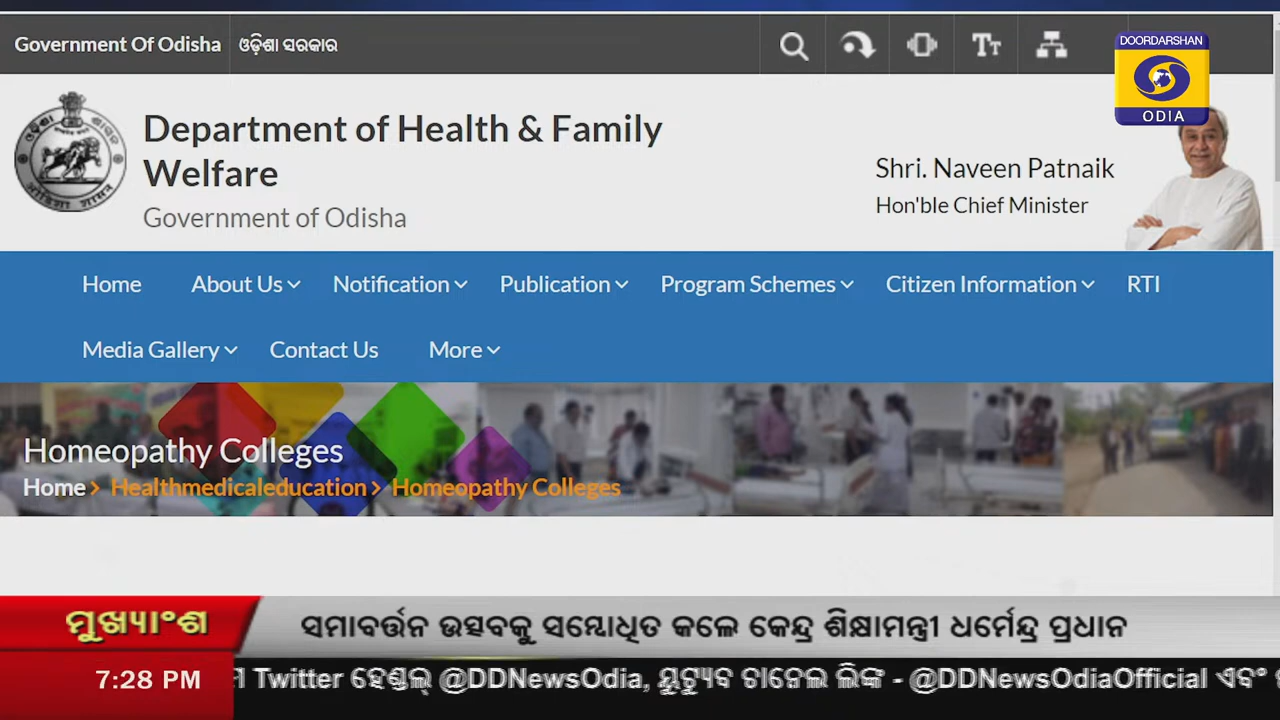 Government Of Odisha ଓଡ଼ିଶା ସରକାର
DOORDARSHAN
ODIA
Department of Health & Family
Welfare
Government of Odisha
Shri. Naveen Patnaik
Hon'ble Chief Minister
Home About Us Notification Publication Program Schemes Citizen Information RTI
Media Gallery Contact Us More
Homeopathy Colleges
Home > Healthmedicaleducation > Homeopathy Colleges
ମୁଖ୍ୟାଂଶ
ସମାବର୍ତ୍ତନ ଉତ୍ସବକୁ ସମ୍ବୋଧିତ କଲେ କେନ୍ଦ୍ର ଶିକ୍ଷାମନ୍ତ୍ରୀ ଧର୍ମେନ୍ଦ୍ର ପ୍ରଧାନ
7:28 PM
Twitter ହେଣ୍ଡଲ୍ @DDNewsOdia, ୟୁଟ୍ୟୁବ ଚାନେଲ ଲିଙ୍କ - @DDNewsOdiaOfficial ଏବଂ